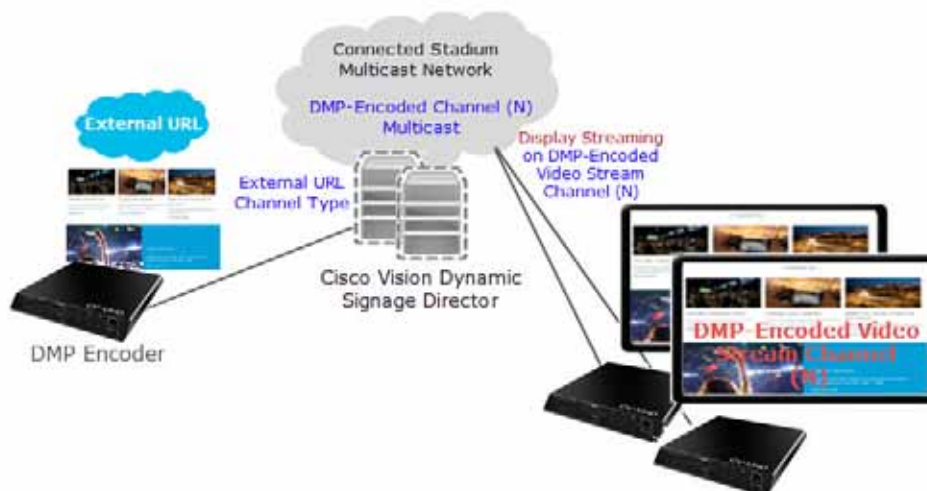 Connected Stadium
Multicast Network
DMP-Encoded Channel (N)
Multicast
External URL
External URL
Channel Type
Display Streaming
on DMP-Encoded
Video Stream
Channel (N)
Cisco Vision Dynamic
Signage Director
DMP Encoder
DMP-Encoded Video
Stream Channel
(N)